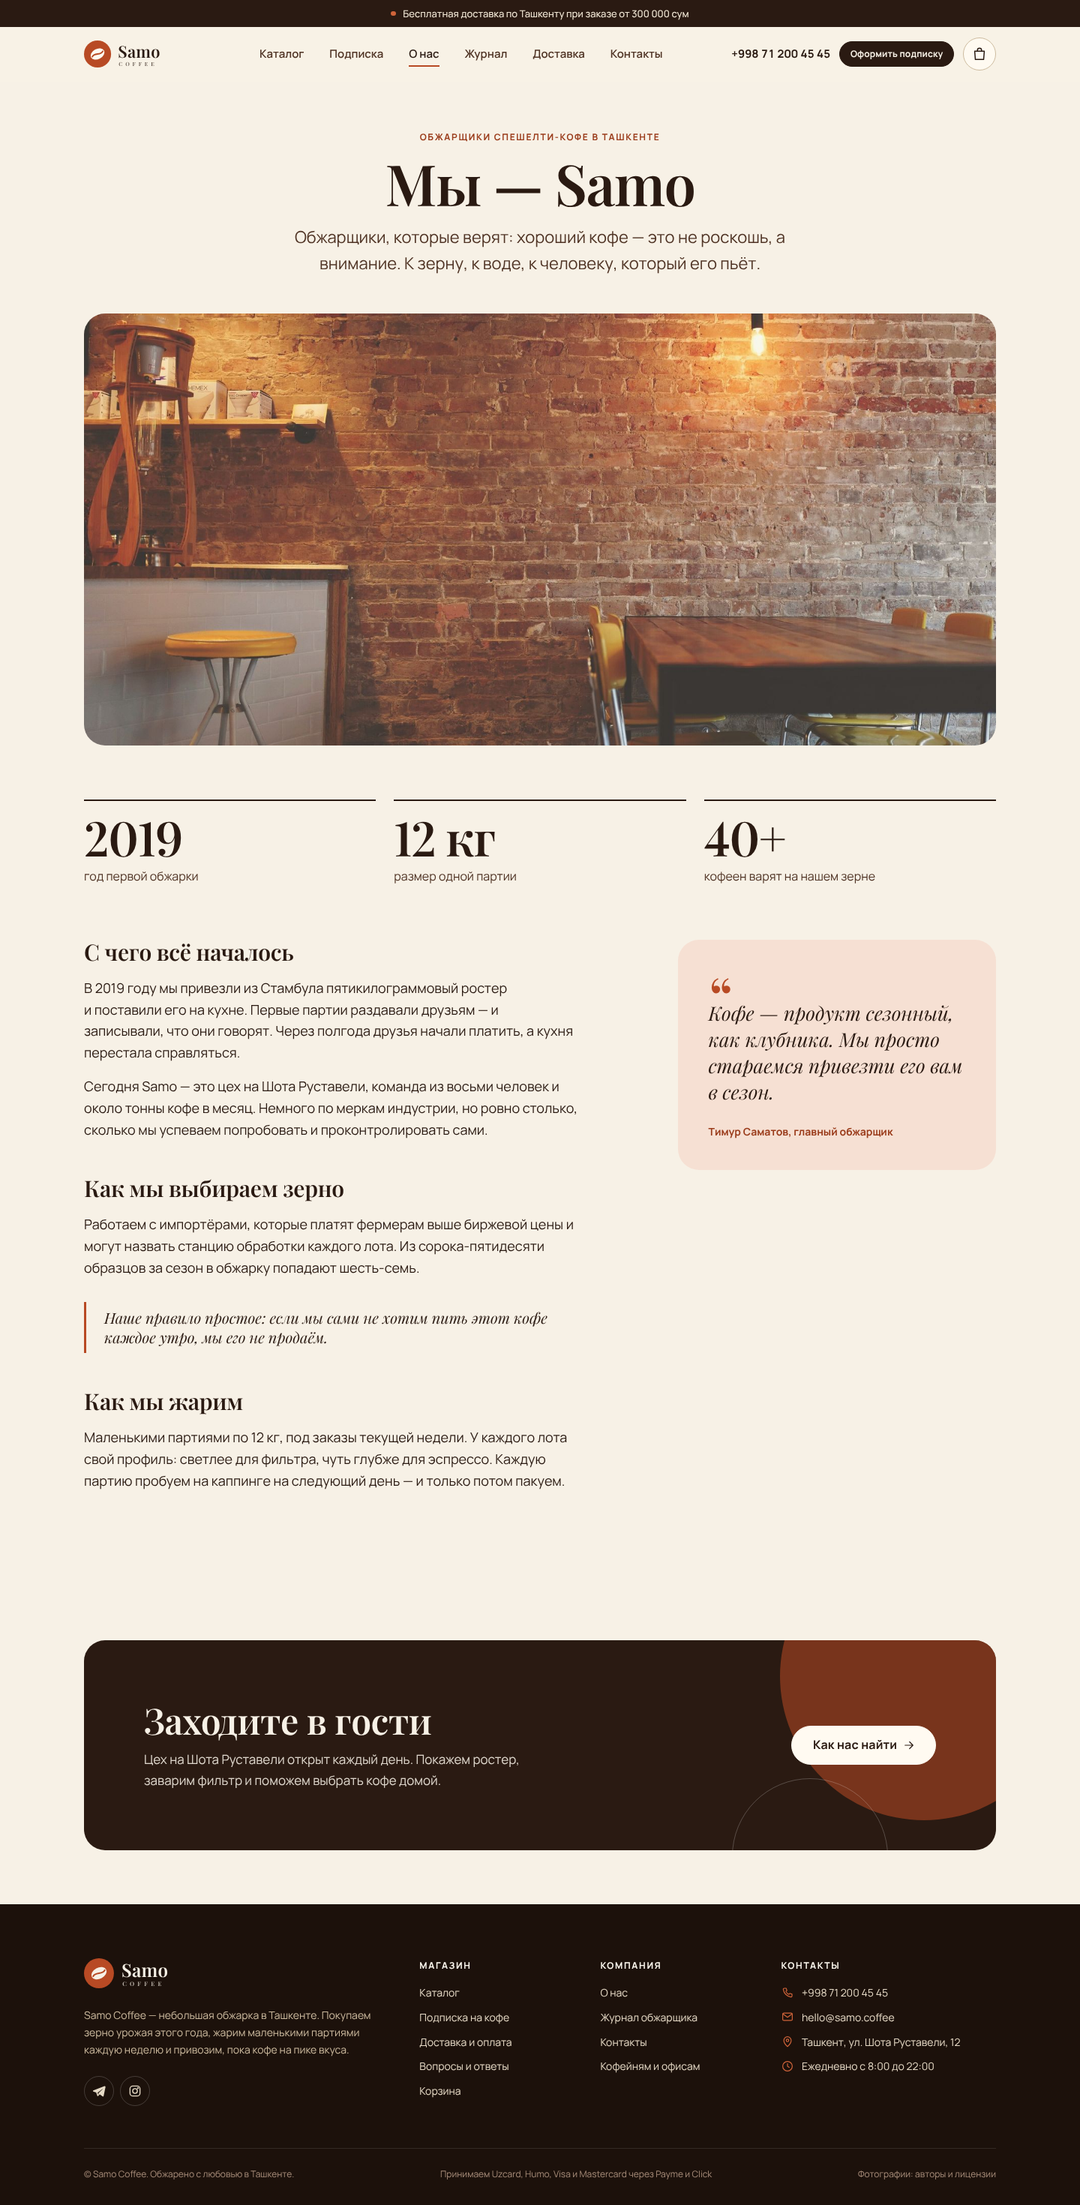 Бесплатная доставка по Ташкенту при заказе от 300 000 сум
Samo
COFFEE
Каталог
Подписка
О нас
Журнал
Доставка
Контакты
+998 71 200 45 45
Оформить подписку
ОБЖАРЩИКИ СПЕШЕЛТИ-КОФЕ В ТАШКЕНТЕ
Мы — Samo
Обжарщики, которые верят: хороший кофе — это не роскошь, а
внимание. К зерну, к воде, к человеку, который его пьёт.
2019
год первой обжарки
12 кг
размер одной партии
40+
кофеен варят на нашем зерне
С чего всё началось
В 2019 году мы привезли из Стамбула пятикилограммовый ростер
и поставили его на кухне. Первые партии раздавали друзьям — и
записывали, что они говорят. Через полгода друзья начали платить, а кухня
перестала справляться.
Сегодня Samo — это цех на Шота Руставели, команда из восьми человек и
около тонны кофе в месяц. Немного по меркам индустрии, но ровно столько,
сколько мы успеваем попробовать и проконтролировать сами.
Как мы выбираем зерно
Работаем с импортёрами, которые платят фермерам выше биржевой цены и
могут назвать станцию обработки каждого лота. Из сорока-пятидесяти
образцов за сезон в обжарку попадают шесть-семь.
Наше правило простое: если мы сами не хотим пить этот кофе
каждое утро, мы его не продаём.
Как мы жарим
Маленькими партиями по 12 кг, под заказы текущей недели. У каждого лота
свой профиль: светлее для фильтра, чуть глубже для эспрессо. Каждую
партию пробуем на каппинге на следующий день — и только потом пакуем.
“
Кофе — продукт сезонный,
как клубника. Мы просто
стараемся привезти его вам
в сезон.
Тимур Саматов, главный обжарщик
Заходите в гости
Цех на Шота Руставели открыт каждый день. Покажем ростер,
заварим фильтр и поможем выбрать кофе домой.
Как нас найти →
Samo
COFFEE
Samo Coffee — небольшая обжарка в Ташкенте. Покупаем
зерно урожая этого года, жарим маленькими партиями
каждую неделю и привозим, пока кофе на пике вкуса.
МАГАЗИН
Каталог
Подписка на кофе
Доставка и оплата
Вопросы и ответы
Корзина
КОМПАНИЯ
О нас
Журнал обжарщика
Контакты
Кофейням и офисам
КОНТАКТЫ
+998 71 200 45 45
hello@samo.coffee
Ташкент, ул. Шота Руставели, 12
Ежедневно с 8:00 до 22:00
© Samo Coffee. Обжарено с любовью в Ташкенте.
Принимаем Uzcard, Humo, Visa и Mastercard через Payme и Click
Фотографии: авторы и лицензии